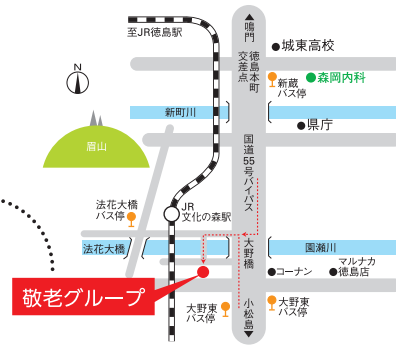 至JR徳島駅
鳴門
徳島本町
交差点
城東高校
新蔵
バス停
森岡内科
新町川
県庁
N
眉山
国道55号バイパス
JR
文化の森駅
法花大橋
バス停
法花大橋
大野橋
園瀬川
マルナカ
徳島店
コーナン
敬老グループ
大野東
バス停
小松島
大野東
バス停